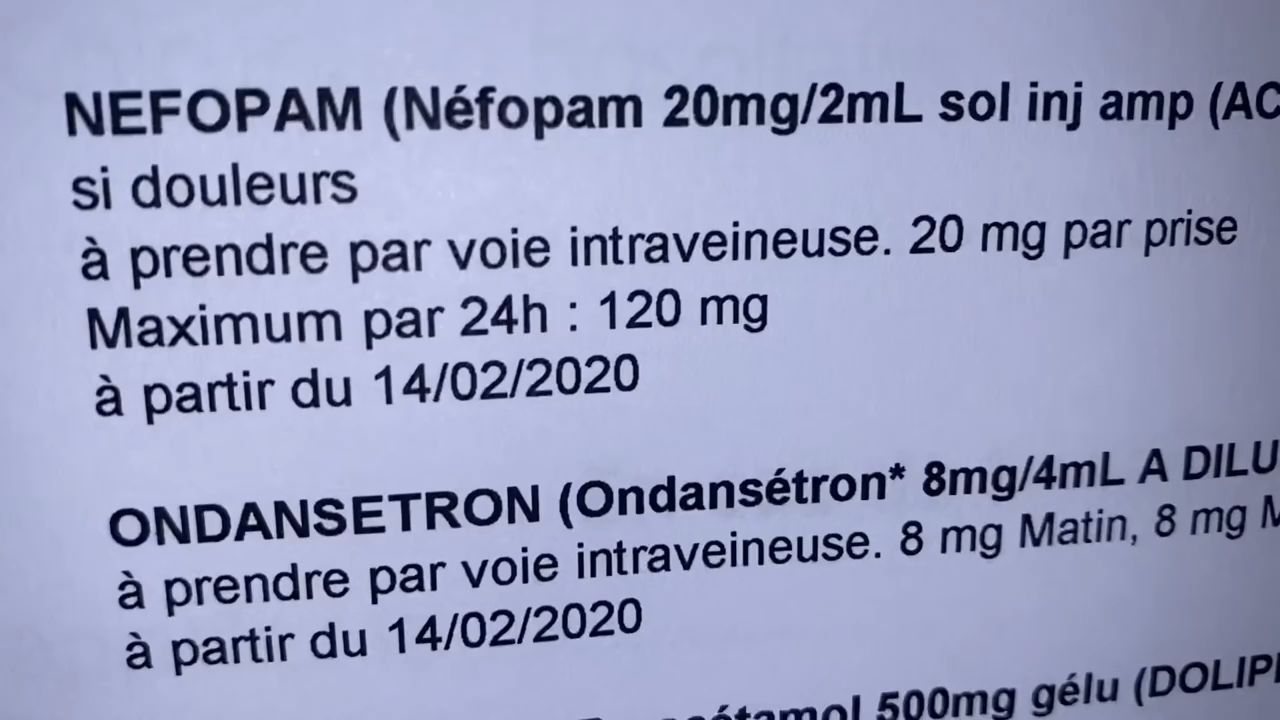 NEFOPAM (Néfopam 20mg/2mL sol inj amp (AC
si douleurs
à prendre par voie intraveineuse. 20 mg par prise
Maximum par 24h : 120 mg
à partir du 14/02/2020
ONDANSETRON (Ondansétron* 8mg/4mL A DILU
à prendre par voie intraveineuse. 8 mg Matin, 8 mg M
à partir du 14/02/2020
500mg gélu (DOLIP